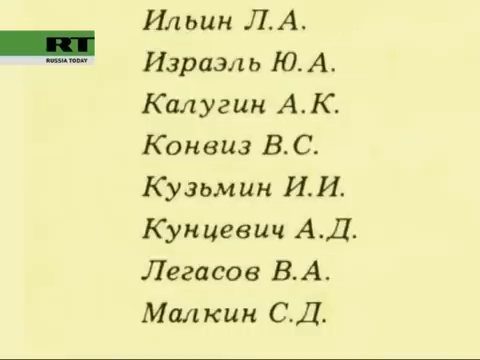 Ильин Л.А.
RT
Израэль Ю.А.
RUSSIA TODAY
Калугин А.К.
Конвиз В.С.
Кузьмин И.И.
Кунцевич А.Д.
Легасов В.А.
Малкин С.Д.